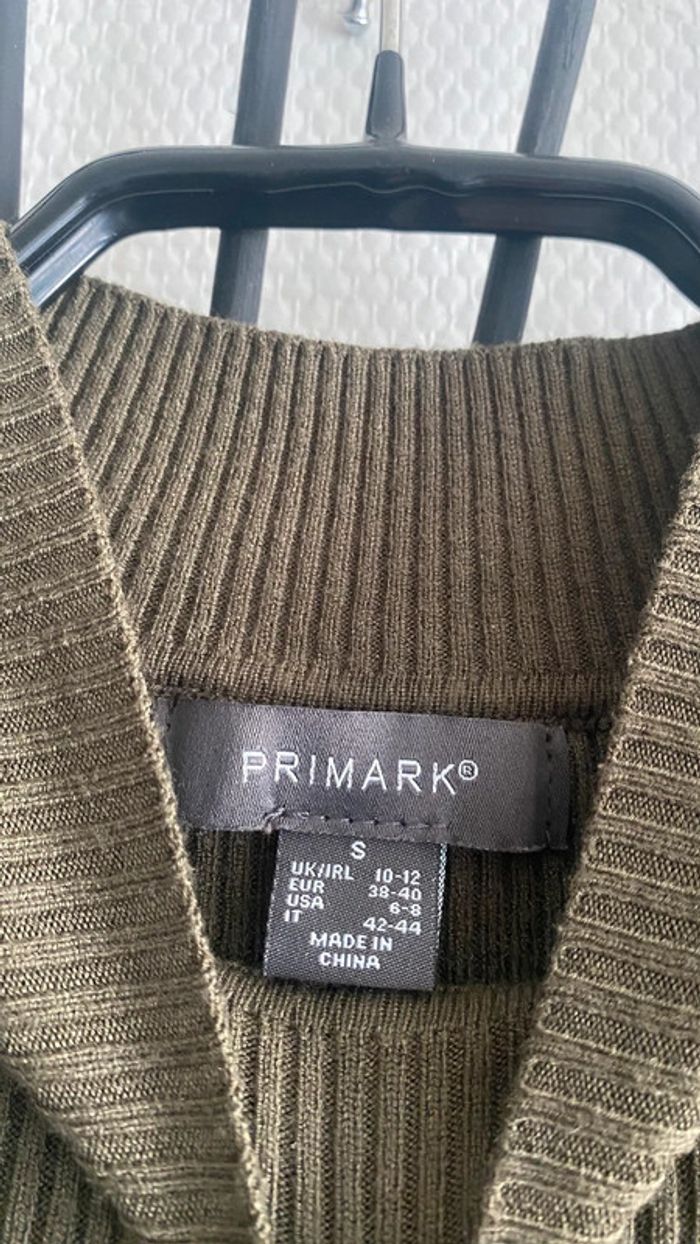 PRIMARK®
S
UK/IRL 10-12
EUR 38-40
USA 6-8
IT 42-44
MADE IN
CHINA